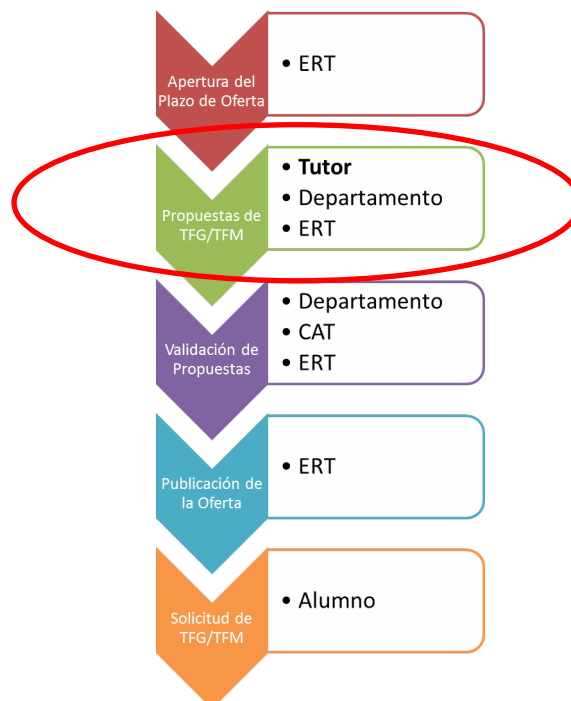 Apertura del
Plazo de Oferta
• ERT
Propuestas de
TFG/TFM
• Tutor
• Departamento
• ERT
Validación de
Propuestas
• Departamento
• CAT
• ERT
Publicación de
la Oferta
• ERT
Solicitud de
TFG/TFM
• Alumno